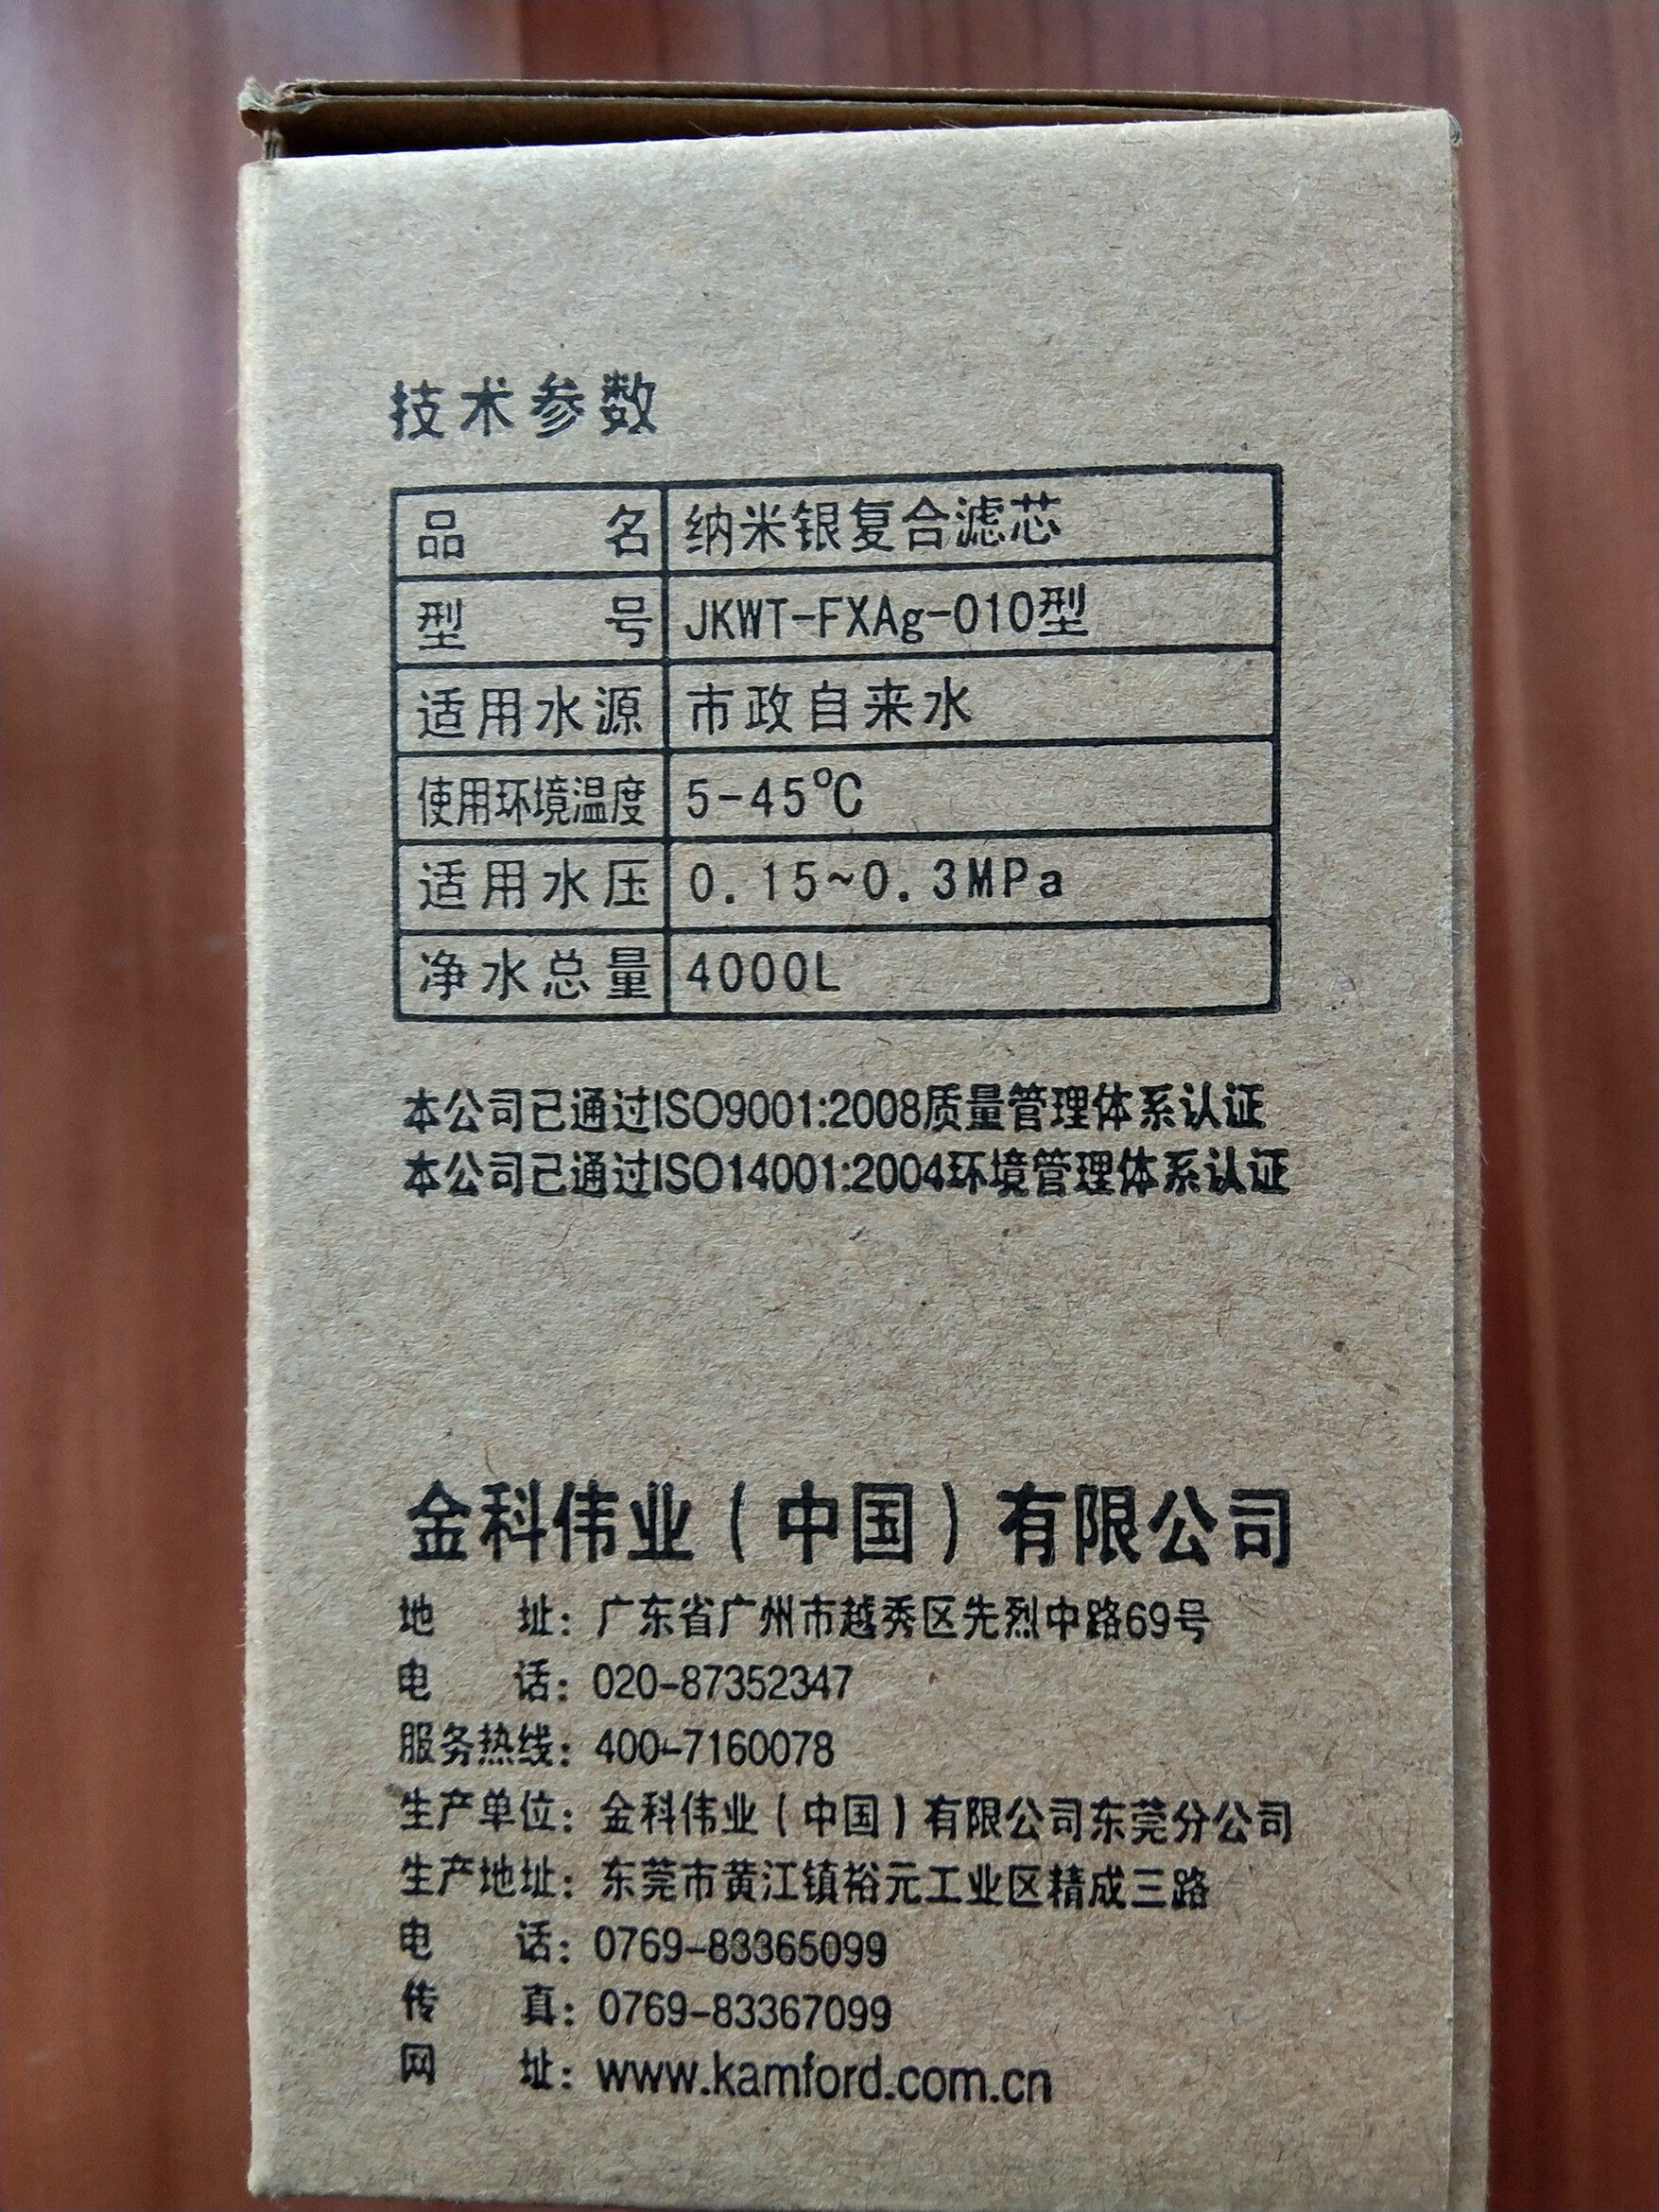 技术参数
品名 纳米银复合滤芯
型号 JKWT-FXAg-010型
适用水源 市政自来水
使用环境温度 5-45℃
适用水压 0.15~0.3MPa
净水总量 4000L
本公司已通过ISO9001:2008质量管理体系认证
本公司已通过ISO14001:2004环境管理体系认证
金科伟业(中国)有限公司
地址:广东省广州市越秀区先烈中路69号
电话:020-87352347
服务热线:400-7160078
生产单位:金科伟业(中国)有限公司东莞分公司
生产地址:东莞市黄江镇裕元工业区精成三路
电话:0769-83365099
传真:0769-83367099
网址:www.kamford.com.cn